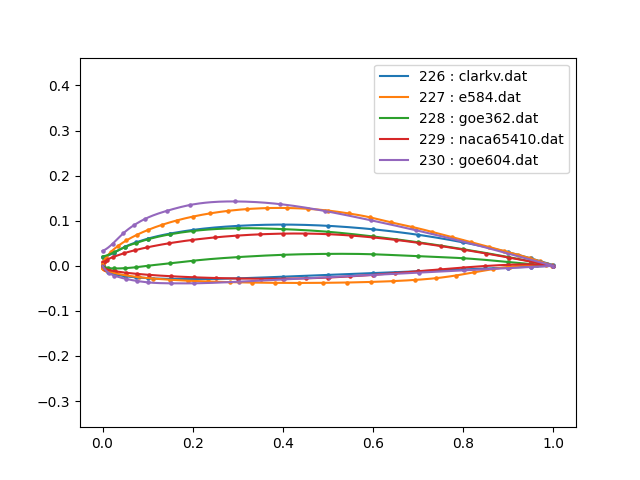 0.4
0.3
0.2
0.1
0.0
−0.1
−0.2
−0.3
0.0 0.2 0.4 0.6 0.8 1.0
226 : clarkv.dat
227 : e584.dat
228 : goe362.dat
229 : naca65410.dat
230 : goe604.dat